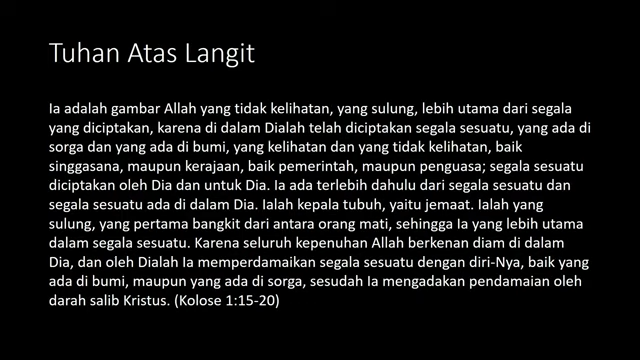 Tuhan Atas Langit
Ia adalah gambar Allah yang tidak kelihatan, yang sulung, lebih utama dari segala
yang diciptakan, karena di dalam Dialah telah diciptakan segala sesuatu, yang ada di
sorga dan yang ada di bumi, yang kelihatan dan yang tidak kelihatan, baik
singgasana, maupun kerajaan, baik pemerintah, maupun penguasa; segala sesuatu
diciptakan oleh Dia dan untuk Dia. Ia ada terlebih dahulu dari segala sesuatu dan
segala sesuatu ada di dalam Dia. Ialah kepala tubuh, yaitu jemaat. Ialah yang
sulung, yang pertama bangkit dari antara orang mati, sehingga Ia yang lebih utama
dalam segala sesuatu. Karena seluruh kepenuhan Allah berkenan diam di dalam
Dia, dan oleh Dialah Ia memperdamaikan segala sesuatu dengan diri-Nya, baik yang
ada di bumi, maupun yang ada di sorga, sesudah Ia mengadakan pendamaian oleh
darah salib Kristus. (Kolose 1:15-20)